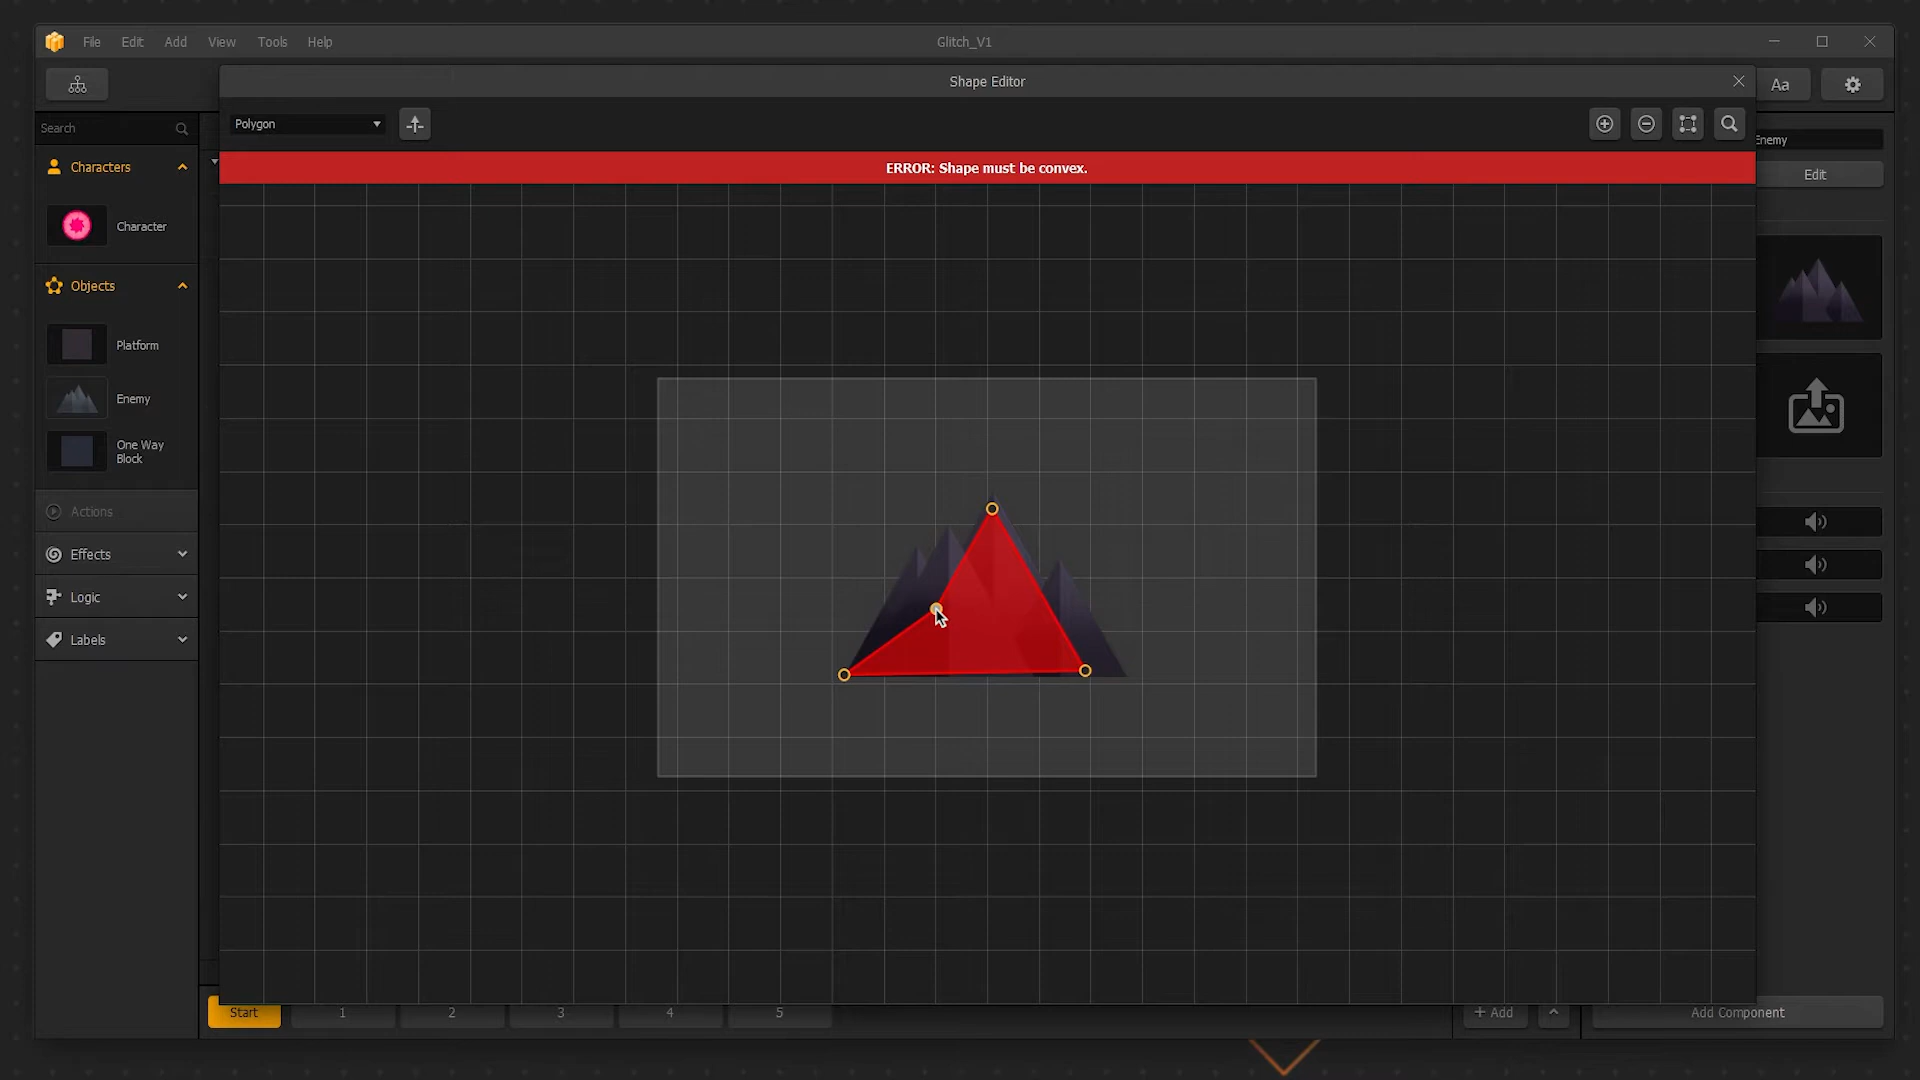 File Edit Add View Tools Help
Glitch_V1
Shape Editor
Aa
Polygon
Search
Enemy
ERROR: Shape must be convex.
Characters
Edit
Character
Objects
Platform
Enemy
One Way
Block
Actions
Effects
Logic
Labels
Start 1 2 3 4 5
+ Add
Add Component